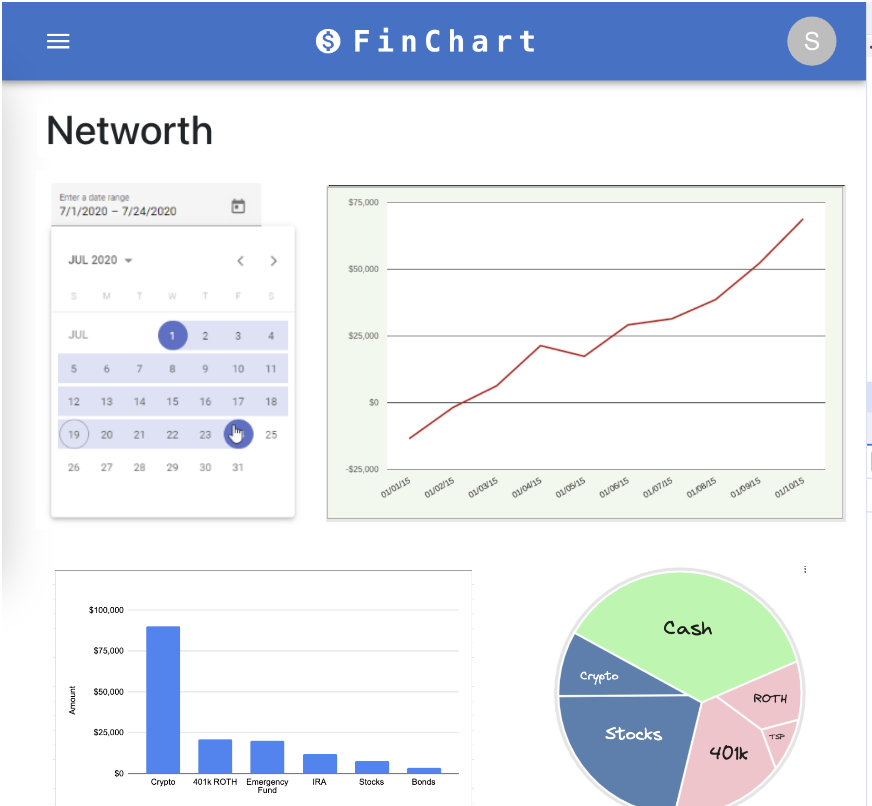 FinChart
S
Networth
Enter a date range
7/1/2020 – 7/24/2020
JUL 2020
S M T W T F S
JUL 1 2 3 4
5 6 7 8 9 10 11
12 13 14 15 16 17 18
19 20 21 22 23 25
26 27 28 29 30 31
$75,000
$50,000
$25,000
$0
-$25,000
01/01/15 01/02/15 01/03/15 01/04/15 01/05/15 01/06/15 01/07/15 01/08/15 01/09/15 01/10/15
$100,000
$75,000
$50,000
$25,000
$0
Amount
Crypto 401k ROTH Emergency Fund IRA Stocks Bonds
Cash
Crypto
ROTH
Stocks
TSP
401k